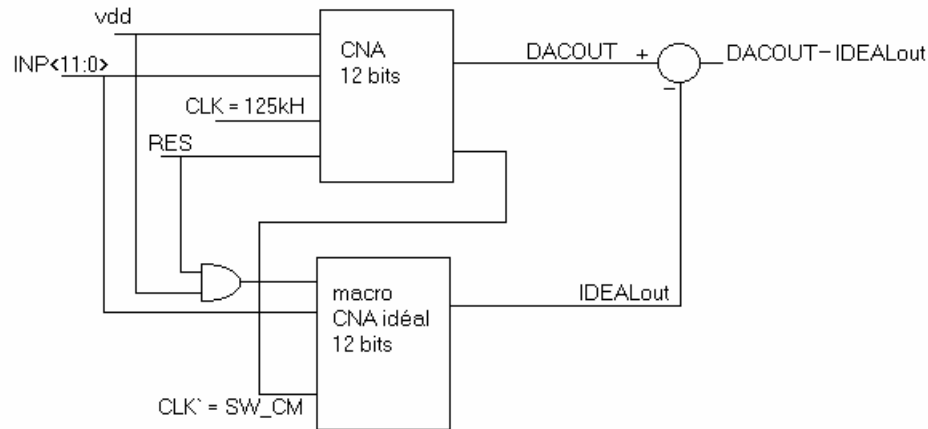 vdd
INP<11:0>
CNA
12 bits
DACOUT
+
DACOUT-IDEALout
-
CLK = 125kH
RES
macro
CNA idéal
12 bits
IDEALout
CLK` = SW_CM